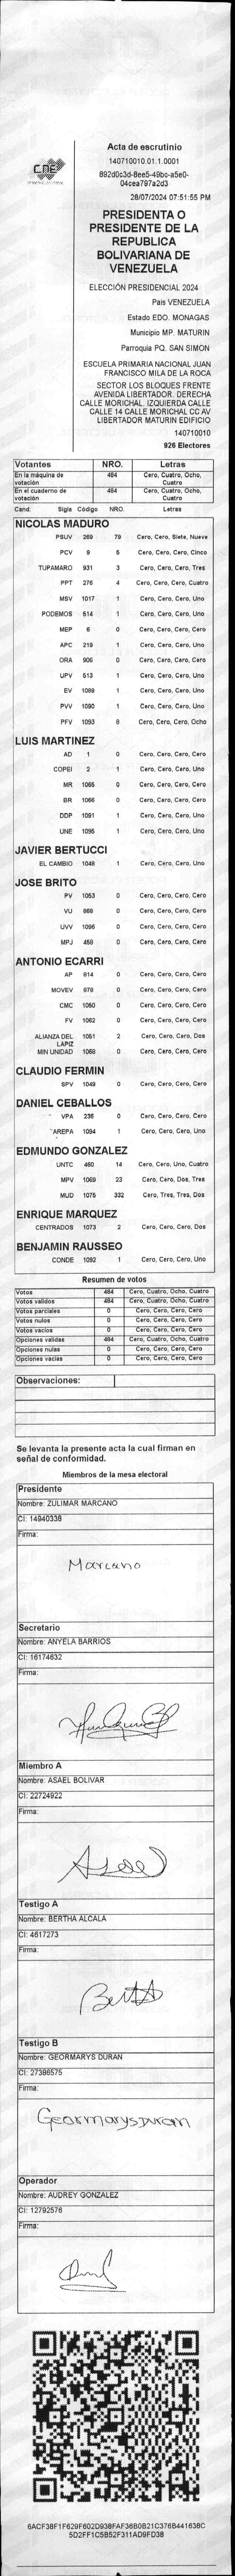 CNE
Acta de escrutinio
140710010.01.1.0001
892d0c3d-8ee5-49bc-a5e0-
04cea797a2d3
28/07/2024 07:51:55 PM
PRESIDENTA O
PRESIDENTE DE LA
REPUBLICA
BOLIVARIANA DE
VENEZUELA
ELECCIÓN PRESIDENCIAL 2024
Pais VENEZUELA
Estado EDO. MONAGAS
Municipio MP. MATURIN
Parroquia PQ. SAN SIMON
ESCUELA PRIMARIA NACIONAL JUAN
FRANCISCO MILA DE LA ROCA
SECTOR LOS BLOQUES FRENTE
AVENIDA LIBERTADOR. DERECHA
CALLE MORICHAL. IZQUIERDA CALLE
CALLE 14 CALLE MORICHAL CC AV
LIBERTADOR MATURIN EDIFICIO
140710010
926 Electores
Votantes NRO. Letras
En la máquina de votación 484 Cero, Cuatro, Ocho, Cuatro
En el cuaderno de votación 484 Cero, Cuatro, Ocho, Cuatro
Cand. Sigla Código NRO. Letras
NICOLAS MADURO
PSUV 269 79 Cero, Cero, Siete, Nueve
PCV 9 5 Cero, Cero, Cero, Cinco
TUPAMARO 931 3 Cero, Cero, Cero, Tres
PPT 276 4 Cero, Cero, Cero, Cuatro
MSV 1017 1 Cero, Cero, Cero, Uno
PODEMOS 514 1 Cero, Cero, Cero, Uno
MEP 6 0 Cero, Cero, Cero, Cero
APC 219 1 Cero, Cero, Cero, Uno
ORA 906 0 Cero, Cero, Cero, Cero
UPV 513 1 Cero, Cero, Cero, Uno
EV 1089 1 Cero, Cero, Cero, Uno
PVV 1090 1 Cero, Cero, Cero, Uno
PFV 1093 8 Cero, Cero, Cero, Ocho
LUIS MARTINEZ
AD 1 0 Cero, Cero, Cero, Cero
COPEI 2 1 Cero, Cero, Cero, Uno
MR 1065 0 Cero, Cero, Cero, Cero
BR 1066 0 Cero, Cero, Cero, Cero
DDP 1091 1 Cero, Cero, Cero, Uno
UNE 1095 1 Cero, Cero, Cero, Uno
JAVIER BERTUCCI
EL CAMBIO 1048 1 Cero, Cero, Cero, Uno
JOSE BRITO
PV 1053 0 Cero, Cero, Cero, Cero
VU 869 0 Cero, Cero, Cero, Cero
UVV 1096 0 Cero, Cero, Cero, Cero
MPJ 459 0 Cero, Cero, Cero, Cero
ANTONIO ECARRI
AP 814 0 Cero, Cero, Cero, Cero
MOVEV 978 0 Cero, Cero, Cero, Cero
CMC 1050 0 Cero, Cero, Cero, Cero
FV 1062 0 Cero, Cero, Cero, Cero
ALIANZA DEL LAPIZ 1051 2 Cero, Cero, Cero, Dos
MIN UNIDAD 1068 0 Cero, Cero, Cero, Cero
CLAUDIO FERMIN
SPV 1049 0 Cero, Cero, Cero, Cero
DANIEL CEBALLOS
VPA 236 0 Cero, Cero, Cero, Cero
AREPA 1094 1 Cero, Cero, Cero, Uno
EDMUNDO GONZALEZ
UNTC 460 14 Cero, Cero, Uno, Cuatro
MPV 1069 23 Cero, Cero, Dos, Tres
MUD 1075 332 Cero, Tres, Tres, Dos
ENRIQUE MARQUEZ
CENTRADOS 1073 2 Cero, Cero, Cero, Dos
BENJAMIN RAUSSEO
CONDE 1092 1 Cero, Cero, Cero, Uno
Resumen de votos
Votos 484 Cero, Cuatro, Ocho, Cuatro
Votos validos 484 Cero, Cuatro, Ocho, Cuatro
Votos parciales 0 Cero, Cero, Cero, Cero
Votos nulos 0 Cero, Cero, Cero, Cero
Votos vacios 0 Cero, Cero, Cero, Cero
Opciones validas 484 Cero, Cuatro, Ocho, Cuatro
Opciones nulas 0 Cero, Cero, Cero, Cero
Opciones vacias 0 Cero, Cero, Cero, Cero
Observaciones:
Se levanta la presente acta la cual firman en
señal de conformidad.
Miembros de la mesa electoral
Presidente
Nombre: ZULIMAR MARCANO
CI: 14940338
Firma:
Marcano
Secretario
Nombre: ANYELA BARRIOS
CI: 16174632
Firma:
Miembro A
Nombre: ASAEL BOLIVAR
CI: 22724922
Firma:
Asael
Testigo A
Nombre: BERTHA ALCALA
CI: 4617273
Firma:
Testigo B
Nombre: GEORMARYS DURAN
CI: 27386575
Firma:
Geormarys Duran
Operador
Nombre: AUDREY GONZALEZ
CI: 12792576
Firma:
6ACF38F1F629F602D938FAF36B0B21C376B441638C
5D2FF1C5B52F311AD9FD38